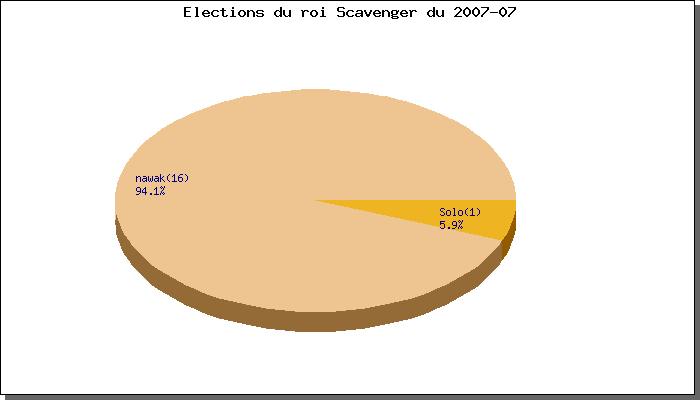 Elections du roi Scavenger du 2007-07
nawak(16)
94.1%
Solo(1)
5.9%